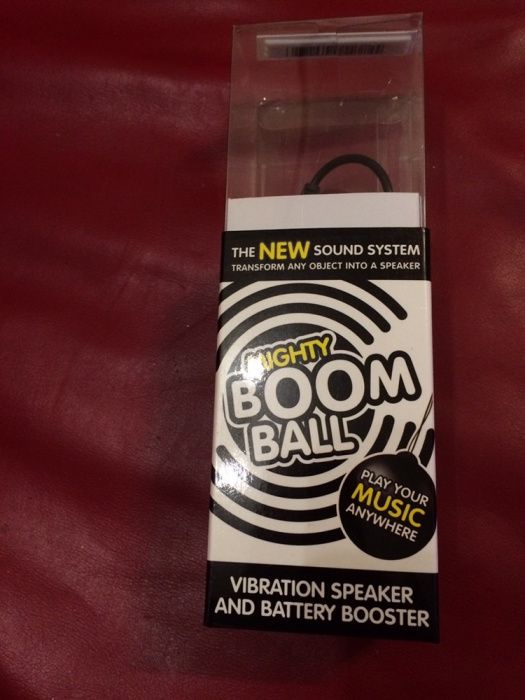 THE NEW SOUND SYSTEM
TRANSFORM ANY OBJECT INTO A SPEAKER
MIGHTY
BOOM
BALL
PLAY YOUR
MUSIC
ANYWHERE
VIBRATION SPEAKER
AND BATTERY BOOSTER